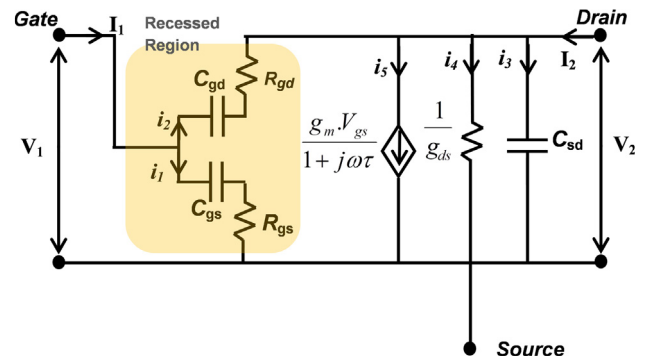 Gate
I1
Recessed
Region
Drain
Cgd
Rgd
i5
i4
i3
I2
i2
V1
gm.Vgs
1 + jωτ
1
gds
Csd
V2
i1
Cgs
Rgs
Source